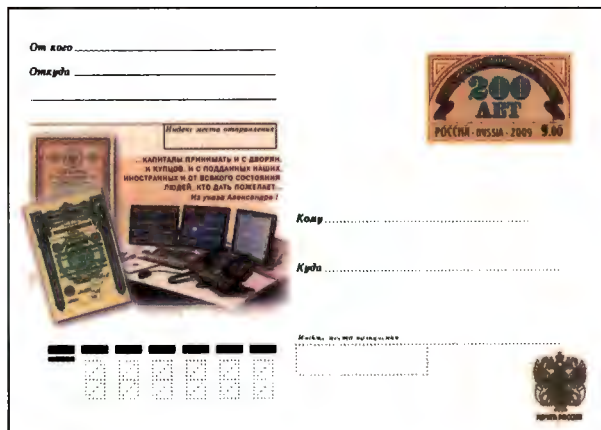 От кого
Откуда
Индекс места отправления
...КАПИТАЛЫ ПРИНИМАТЬ И С ДВОРЯН,
И КУПЦОВ, И С ПОДДАННЫХ НАШИХ,
ИНОСТРАННЫХ И ОТ ВСЯКОГО СОСТОЯНИЯ
ЛЮДЕЙ, КТО ДАТЬ ПОЖЕЛАЕТ...
Из указа Александра I
200
ЛЕТ
РОССИЯ · RUSSIA · 2009 9.00
Кому
Куда
Индекс места назначения
ПОЧТА РОССИИ